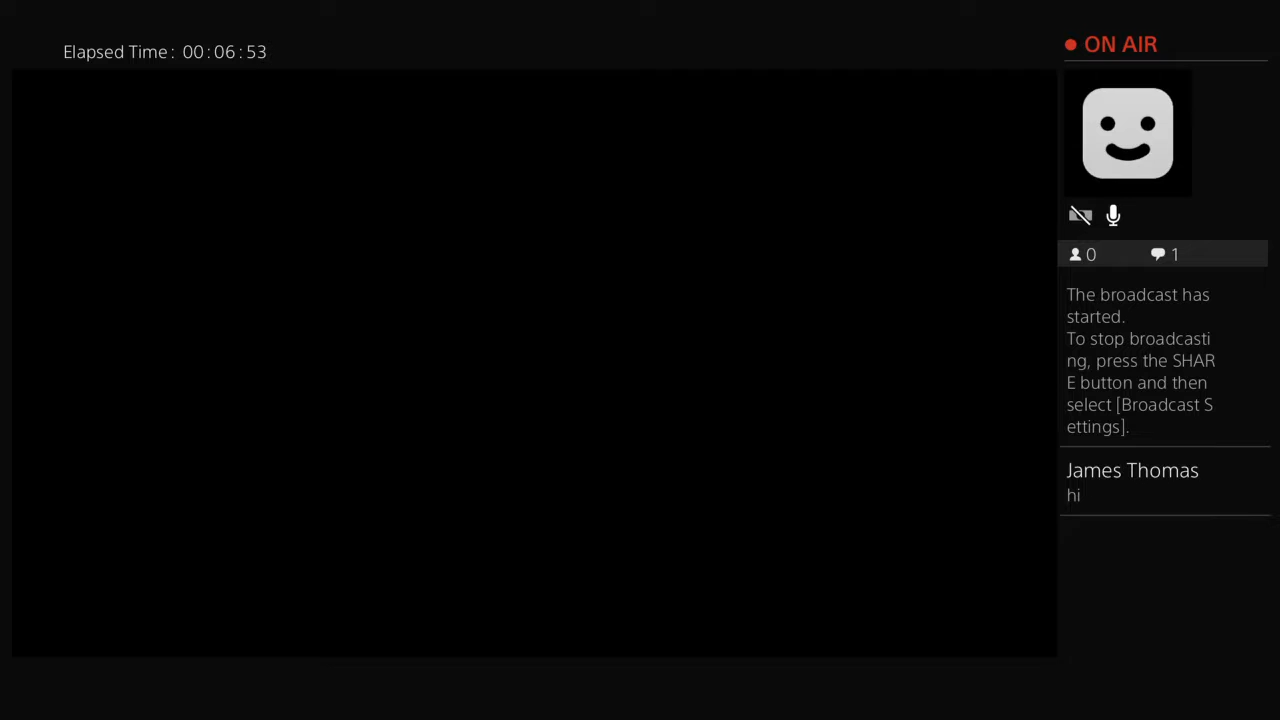 Elapsed Time: 00:06:53
ON AIR
0 1
The broadcast has
started.
To stop broadcasti
ng, press the SHAR
E button and then
select [Broadcast S
ettings].
James Thomas
hi